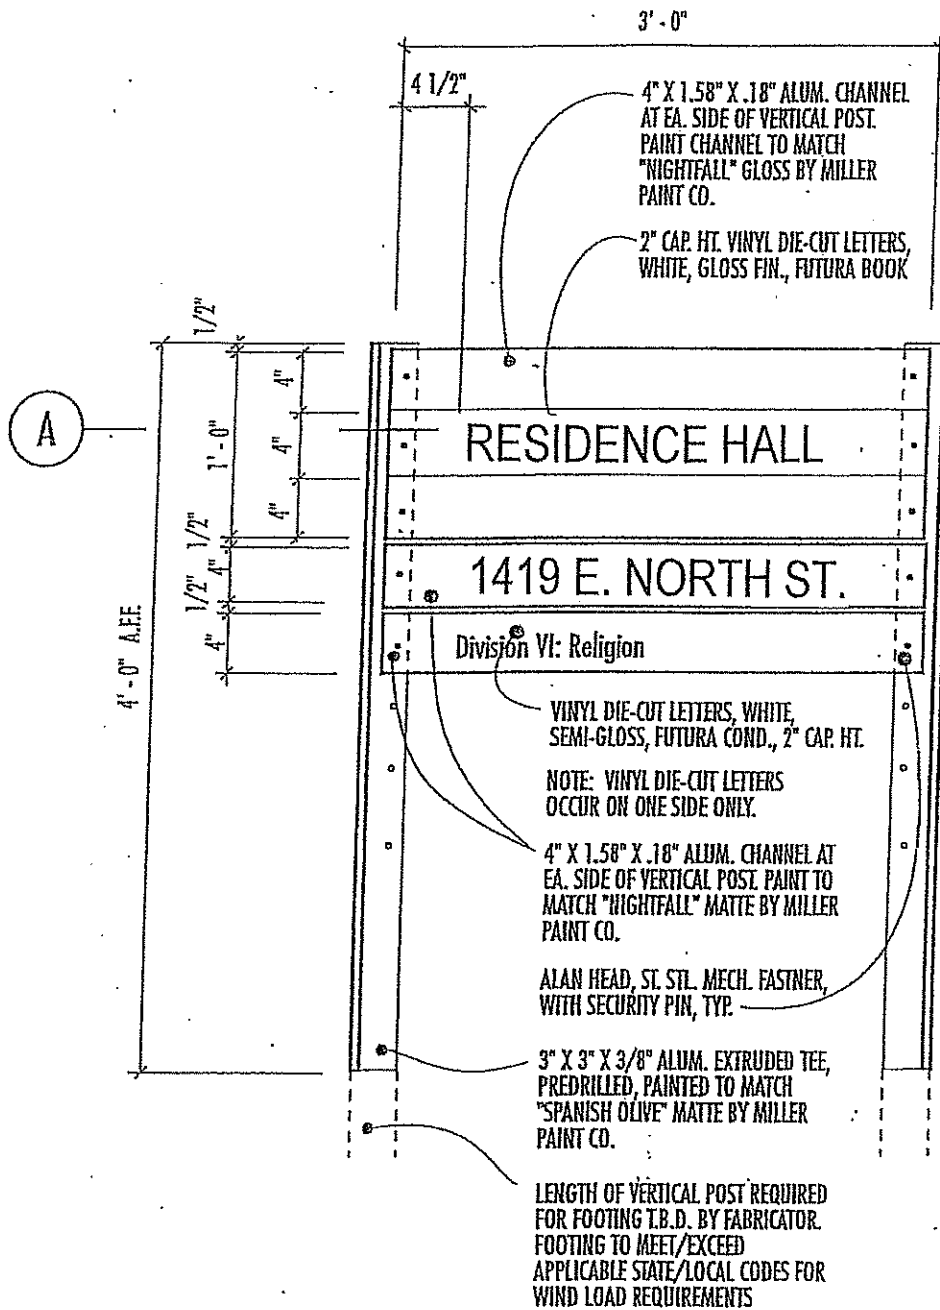 3' - 0"
4 1/2"
4" X 1.58" X .18" ALUM. CHANNEL
AT EA. SIDE OF VERTICAL POST.
PAINT CHANNEL TO MATCH
"NIGHTFALL" GLOSS BY MILLER
PAINT CO.
2" CAP. HT. VINYL DIE-CUT LETTERS,
WHITE, GLOSS FIN., FUTURA BOOK
1/2"
4"
A
1' - 0"
4"
RESIDENCE HALL
4"
1/2"
4"
1419 E. NORTH ST.
1/2"
4"
Division VI: Religion
4' - 0" A.F.F.
VINYL DIE-CUT LETTERS, WHITE,
SEMI-GLOSS, FUTURA COND., 2" CAP. HT.
NOTE: VINYL DIE-CUT LETTERS
OCCUR ON ONE SIDE ONLY.
4" X 1.58" X .18" ALUM. CHANNEL AT
EA. SIDE OF VERTICAL POST. PAINT TO
MATCH "NIGHTFALL" MATTE BY MILLER
PAINT CO.
ALAN HEAD, ST. STL. MECH. FASTNER,
WITH SECURITY PIN, TYP.
3" X 3" X 3/8" ALUM. EXTRUDED TEE,
PREDRILLED, PAINTED TO MATCH
"SPANISH OLIVE" MATTE BY MILLER
PAINT CO.
LENGTH OF VERTICAL POST REQUIRED
FOR FOOTING T.B.D. BY FABRICATOR.
FOOTING TO MEET/EXCEED
APPLICABLE STATE/LOCAL CODES FOR
WIND LOAD REQUIREMENTS